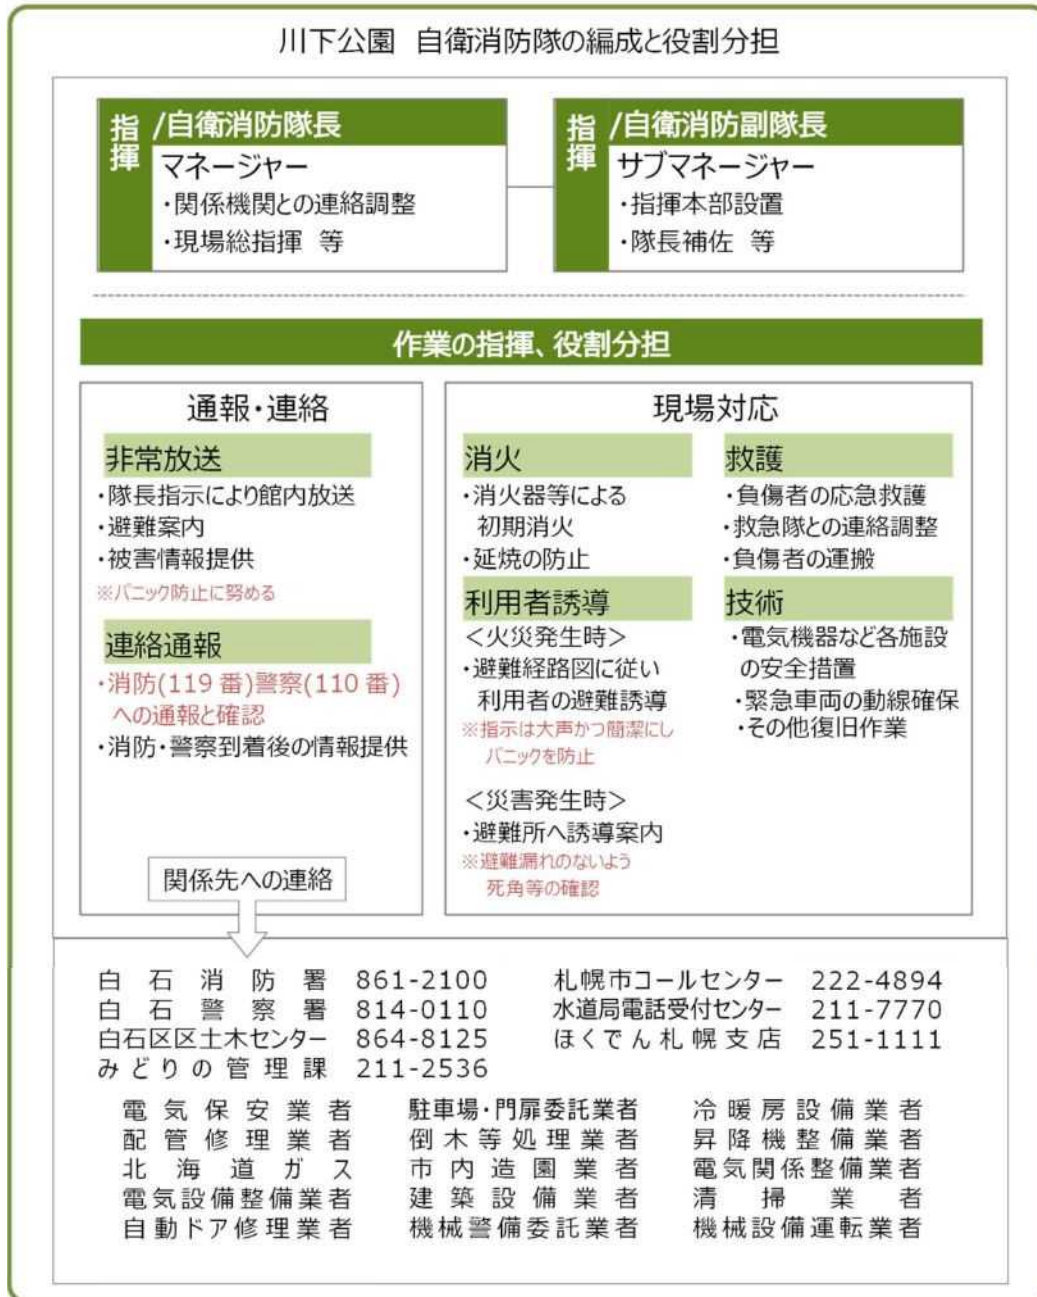 川下公園 自衛消防隊の編成と役割分担
指揮
/自衛消防隊長
マネージャー
・関係機関との連絡調整
・現場総指揮 等
指揮
/自衛消防副隊長
サブマネージャー
・指揮本部設置
・隊長補佐 等
作業の指揮、役割分担
通報・連絡
非常放送
・隊長指示により館内放送
・避難案内
・被害情報提供
※パニック防止に努める
連絡通報
・消防(119番)警察(110番)
への通報と確認
・消防・警察到着後の情報提供
関係先への連絡
現場対応
消火
・消火器等による
初期消火
・延焼の防止
利用者誘導
<火災発生時>
・避難経路図に従い
利用者の避難誘導
※指示は大声かつ簡潔にし
パニックを防止
<災害発生時>
・避難所へ誘導案内
※避難漏れのないよう
死角等の確認
救護
・負傷者の応急救護
・救急隊との連絡調整
・負傷者の運搬
技術
・電気機器など各施設
の安全措置
・緊急車両の動線確保
・その他復旧作業
白石消防署 861-2100
白石警察署 814-0110
白石区区土木センター 864-8125
みどりの管理課 211-2536
札幌市コールセンター 222-4894
水道局電話受付センター 211-7770
ほくでん札幌支店 251-1111
電気保安業者
配管修理業者
北海道ガス
電気設備整備業者
自動ドア修理業者
駐車場・門扉委託業者
倒木等処理業者
市内造園業者
建築設備業者
機械警備委託業者
冷暖房設備業者
昇降機整備業者
電気関係整備業者
清掃業者
機械設備運転業者